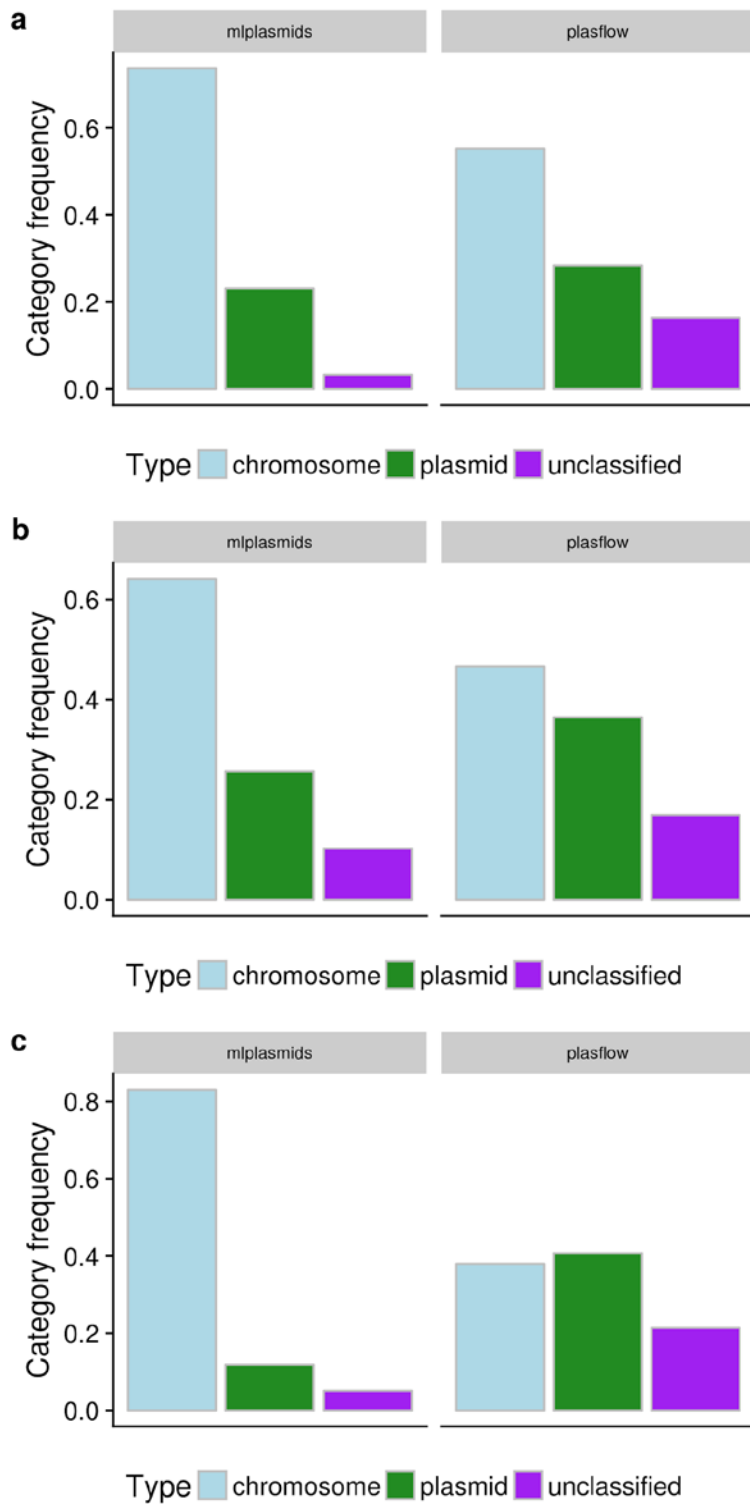 a
mlplasmids plasflow
Category frequency
0.6
0.4
0.2
0.0
Type chromosome plasmid unclassified
b
mlplasmids plasflow
Category frequency
0.6
0.4
0.2
0.0
Type chromosome plasmid unclassified
c
mlplasmids plasflow
Category frequency
0.8
0.6
0.4
0.2
0.0
Type chromosome plasmid unclassified